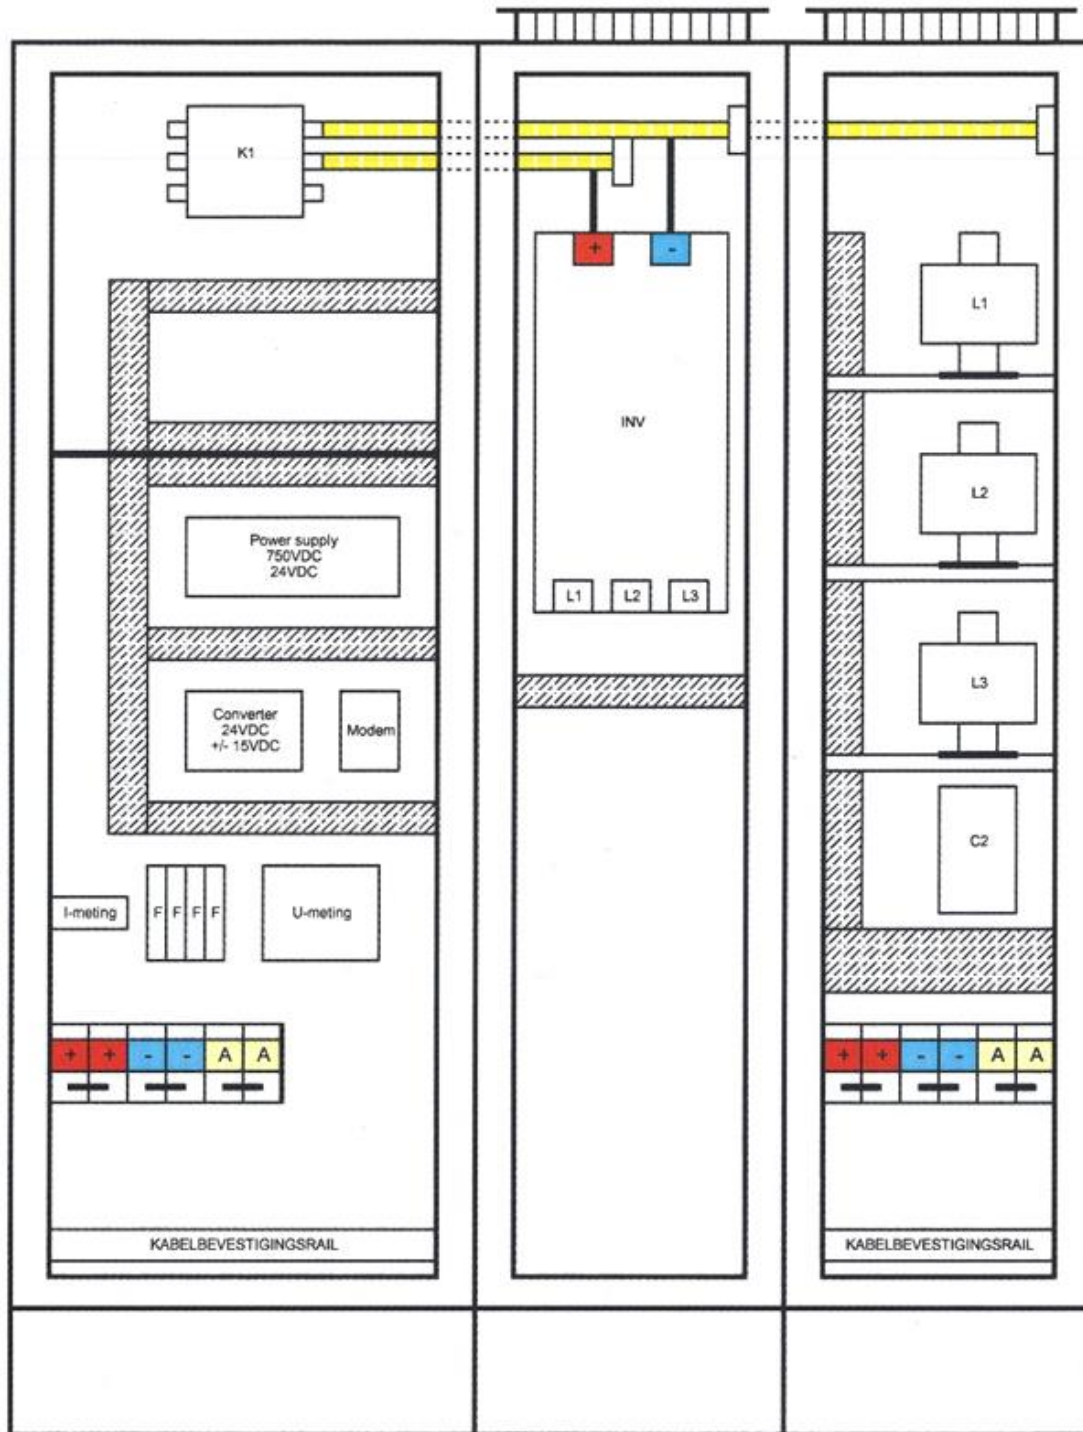 K1
+ -
INV
L1 L2 L3
L1
L2
L3
C2
Power supply
750VDC
24VDC
Converter
24VDC
+/- 15VDC
Modem
I-meting
F F F F
U-meting
+ + - - A A
+ + - - A A
KABELBEVESTIGINGSRAIL
KABELBEVESTIGINGSRAIL